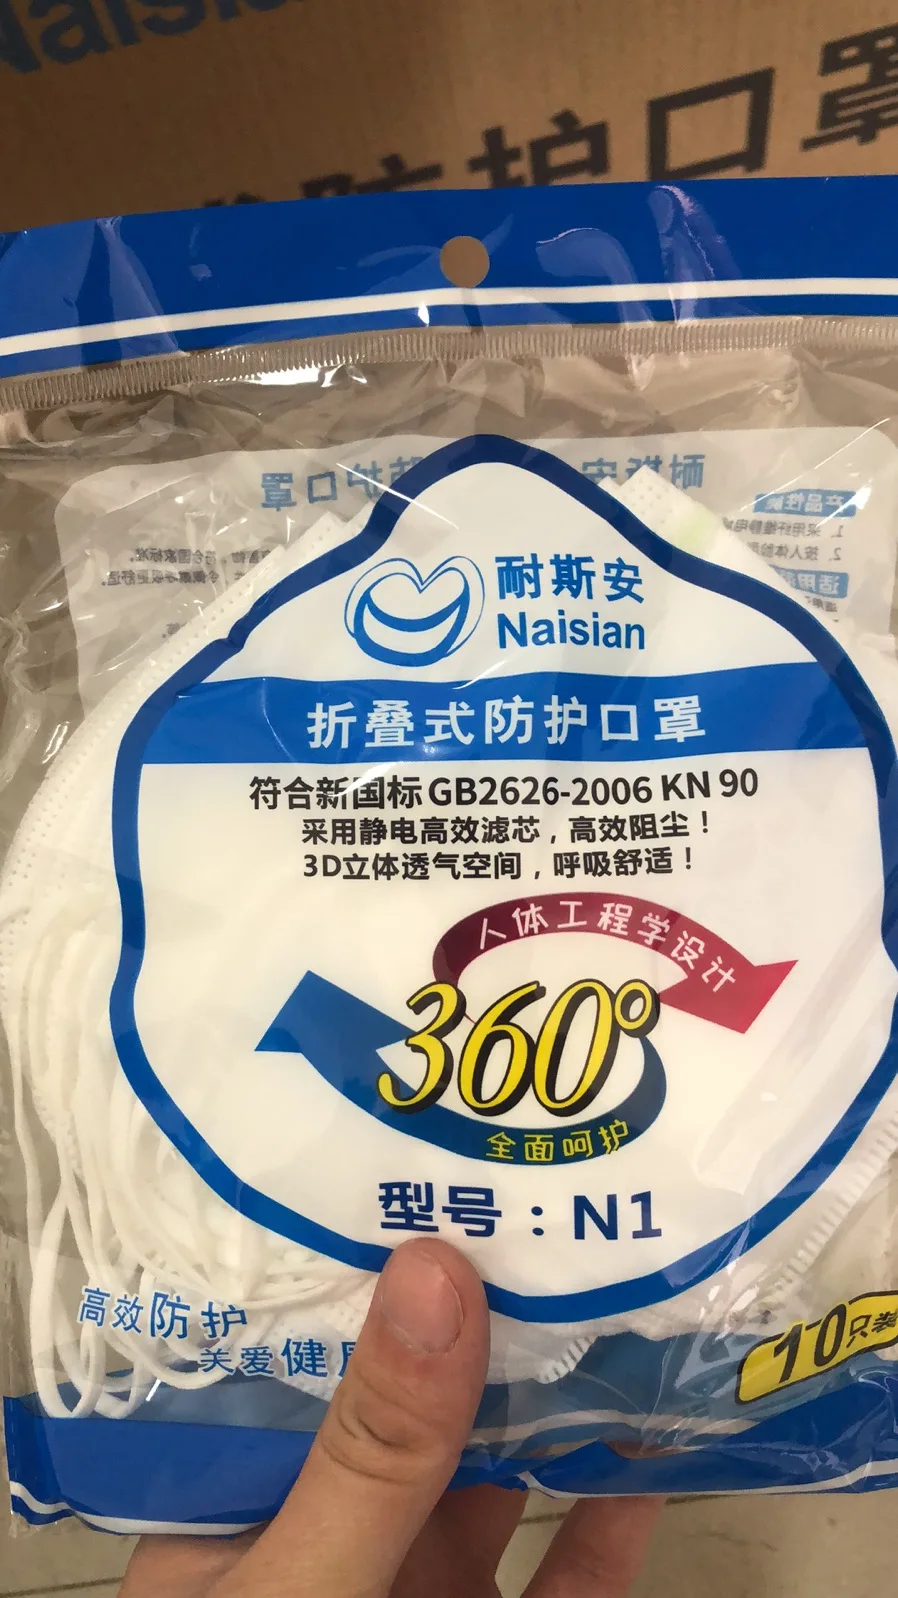 Naisia
防护口罩
耐斯安
Naisian
折叠式防护口罩
符合新国标GB2626-2006 KN 90
采用静电高效滤芯，高效阻尘！
3D立体透气空间，呼吸舒适！
人体工程学设计
360°
全面呵护
型号：N1
高效防护
关爱健
10只装